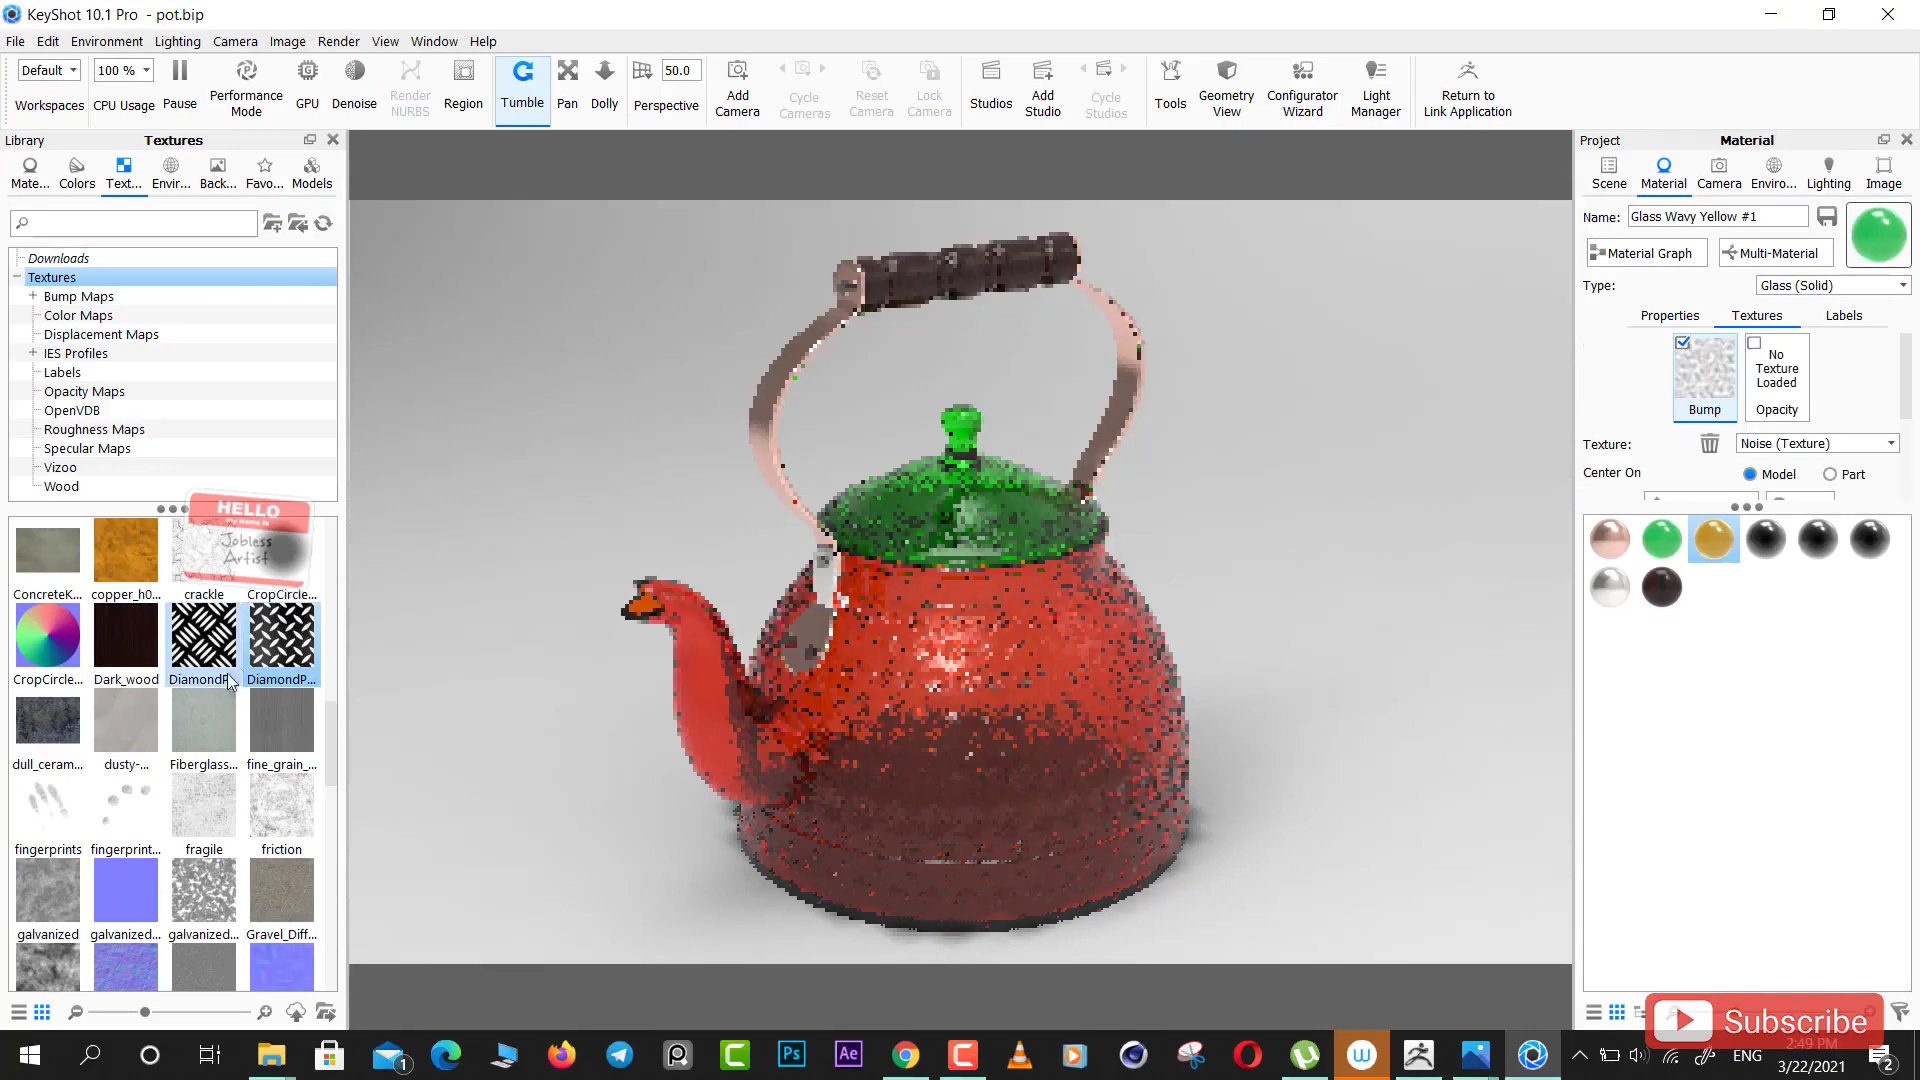 KeyShot 10.1 Pro - pot.bip
File Edit Environment Lighting Camera Image Render View Window Help
Default 100 % 50.0
Workspaces CPU Usage Pause Performance Mode GPU Denoise Render NURBS Region Tumble Pan Dolly Perspective Add Camera Cycle Cameras Reset Camera Lock Camera Studios Add Studio Cycle Studios Tools Geometry View Configurator Wizard Light Manager Return to Link Application
Library Textures
Mate... Colors Text... Envir... Back... Favo... Models
Downloads
Textures
Bump Maps
Color Maps
Displacement Maps
IES Profiles
Labels
Opacity Maps
OpenVDB
Roughness Maps
Specular Maps
Vizoo
Wood
HELLO
my name is
Jobless
Artist
ConcreteK... copper_h0... crackle CropCircle...
CropCircle... Dark_wood DiamondP DiamondP...
dull_ceram... dusty-... Fiberglass... fine_grain_...
fingerprints fingerprint... fragile friction
galvanized galvanized... galvanized... Gravel_Diff...
Project Material
Scene Material Camera Enviro... Lighting Image
Name: Glass Wavy Yellow #1
Material Graph Multi-Material
Type: Glass (Solid)
Properties Textures Labels
No
Texture
Loaded
Bump Opacity
Texture: Noise (Texture)
Center On Model Part
Subscribe
Ps Ae
1
W
ENG
2:49 PM
3/22/2021
2